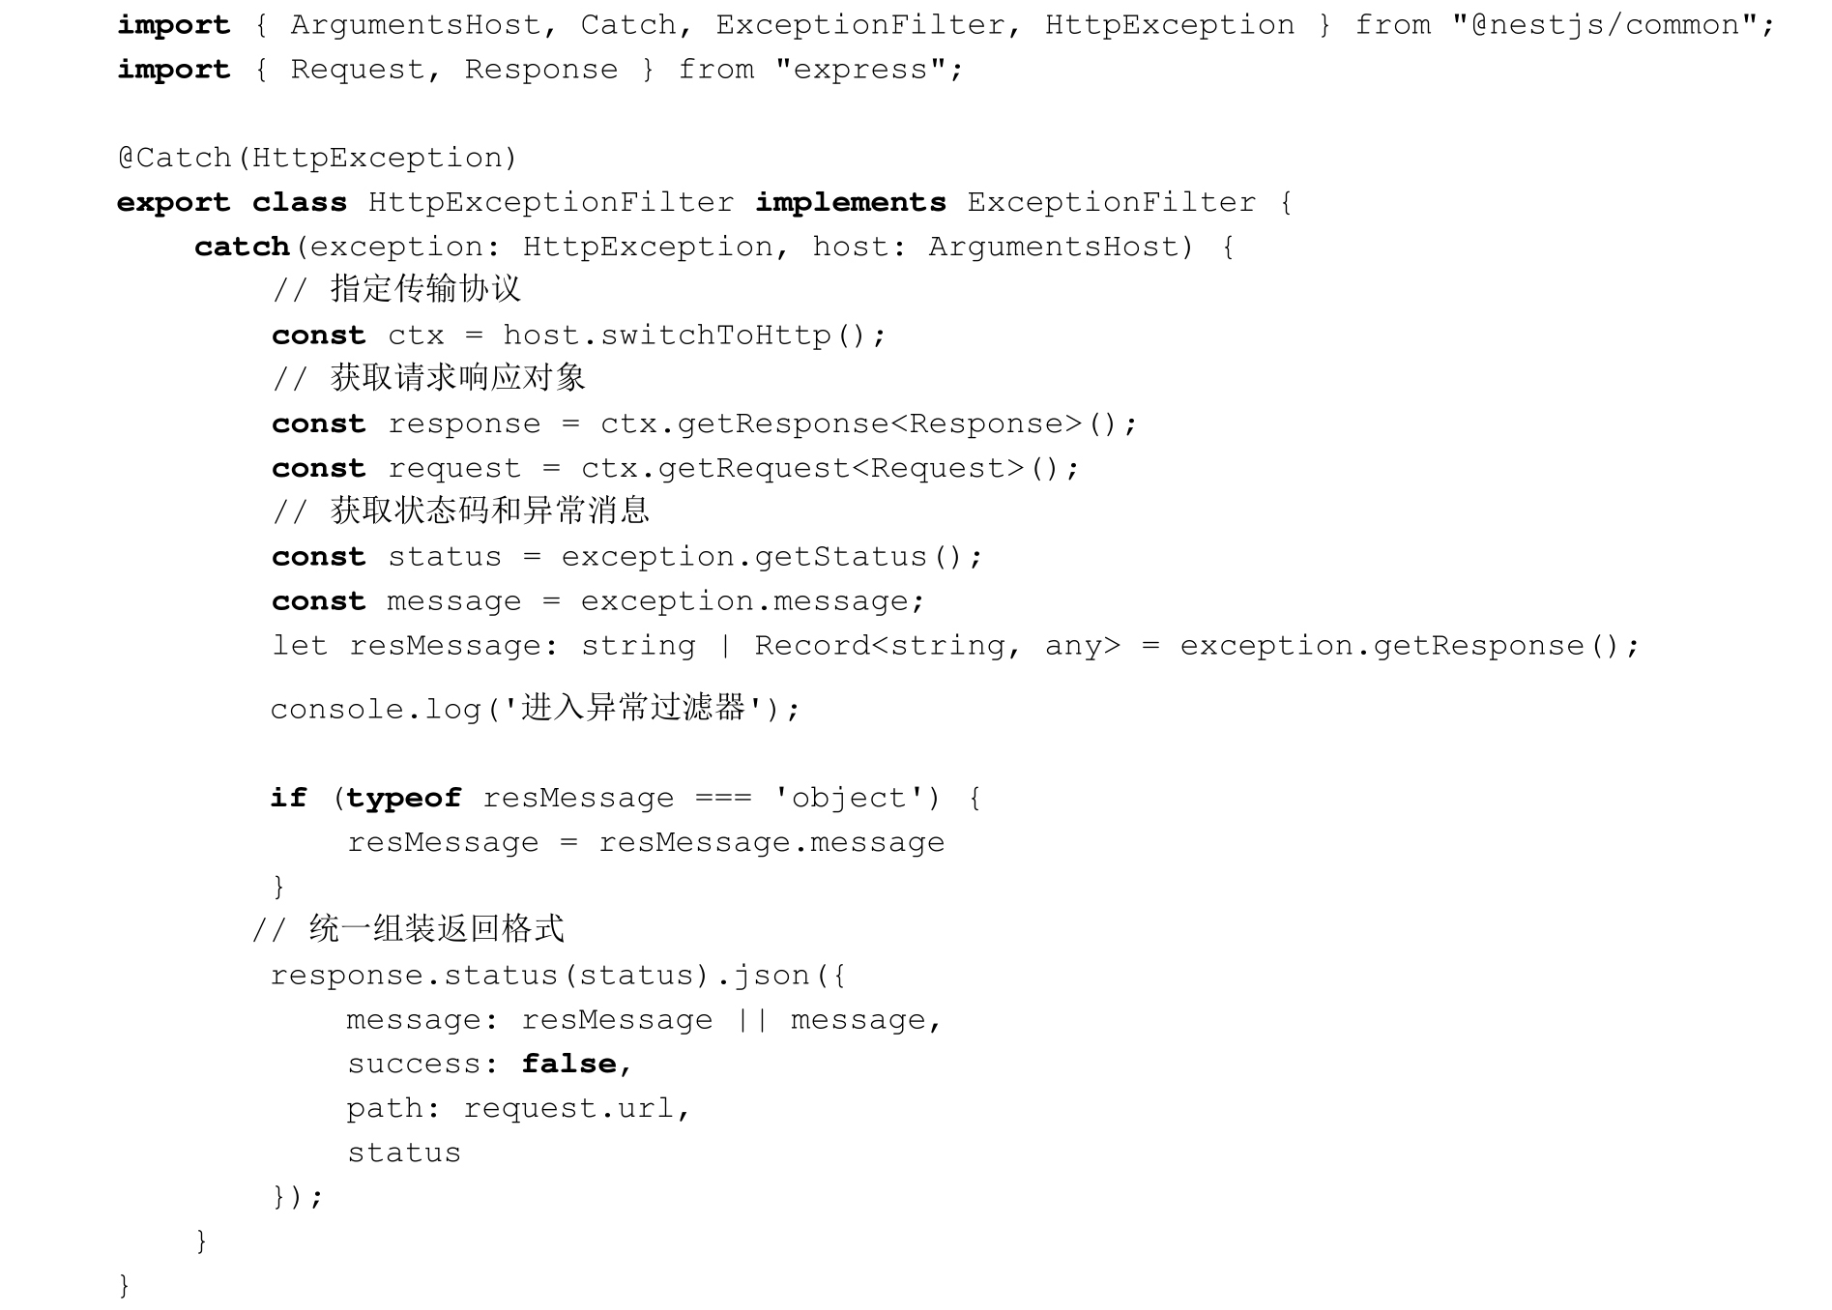 import { ArgumentsHost, Catch, ExceptionFilter, HttpException } from "@nestjs/common";
import { Request, Response } from "express";

@Catch(HttpException)
export class HttpExceptionFilter implements ExceptionFilter {
    catch(exception: HttpException, host: ArgumentsHost) {
        // 指定传输协议
        const ctx = host.switchToHttp();
        // 获取请求响应对象
        const response = ctx.getResponse<Response>();
        const request = ctx.getRequest<Request>();
        // 获取状态码和异常消息
        const status = exception.getStatus();
        const message = exception.message;
        let resMessage: string | Record<string, any> = exception.getResponse();
        console.log('进入异常过滤器');

        if (typeof resMessage === 'object') {
            resMessage = resMessage.message
        }
       // 统一组装返回格式
        response.status(status).json({
            message: resMessage || message,
            success: false,
            path: request.url,
            status
        });
    }
}